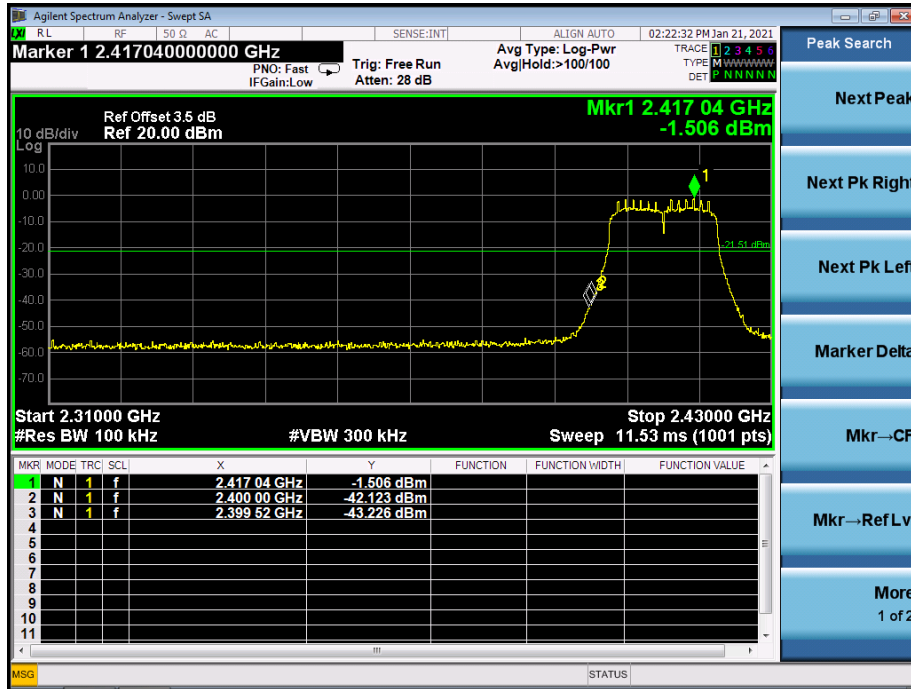 Agilent Spectrum Analyzer - Swept SA
RL RF 50 Ω AC SENSE:INT ALIGN AUTO 02:22:32 PM Jan 21, 2021
Marker 1 2.417040000000 GHz
PNO: Fast
IFGain:Low
Trig: Free Run
Atten: 28 dB
Avg Type: Log-Pwr
Avg|Hold:>100/100
TRACE 1 2 3 4 5 6
TYPE M WWWWW
DET P N N N N N
Peak Search
Next Peak
Next Pk Right
Next Pk Left
Marker Delta
Mkr→CF
Mkr→Ref Lv
More
1 of 2
Mkr1 2.417 04 GHz
-1.506 dBm
Ref Offset 3.5 dB
10 dB/div Ref 20.00 dBm
Log
10.0
0.00
-10.0
-20.0
-30.0
-40.0
-50.0
-60.0
-70.0
1
-21.51 dBm
2
Start 2.31000 GHz Stop 2.43000 GHz
#Res BW 100 kHz #VBW 300 kHz Sweep 11.53 ms (1001 pts)
MKR MODE TRC SCL X Y FUNCTION FUNCTION WIDTH FUNCTION VALUE
1 N 1 f 2.417 04 GHz -1.506 dBm
2 N 1 f 2.400 00 GHz -42.123 dBm
3 N 1 f 2.399 52 GHz -43.226 dBm
4
5
6
7
8
9
10
11
MSG STATUS